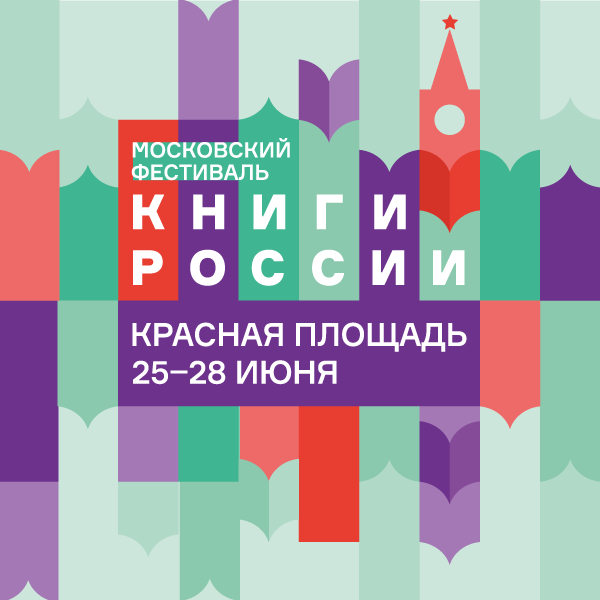 МОСКОВСКИЙ
ФЕСТИВАЛЬ
КНИГИ
РОССИИ
КРАСНАЯ ПЛОЩАДЬ
25–28 ИЮНЯ